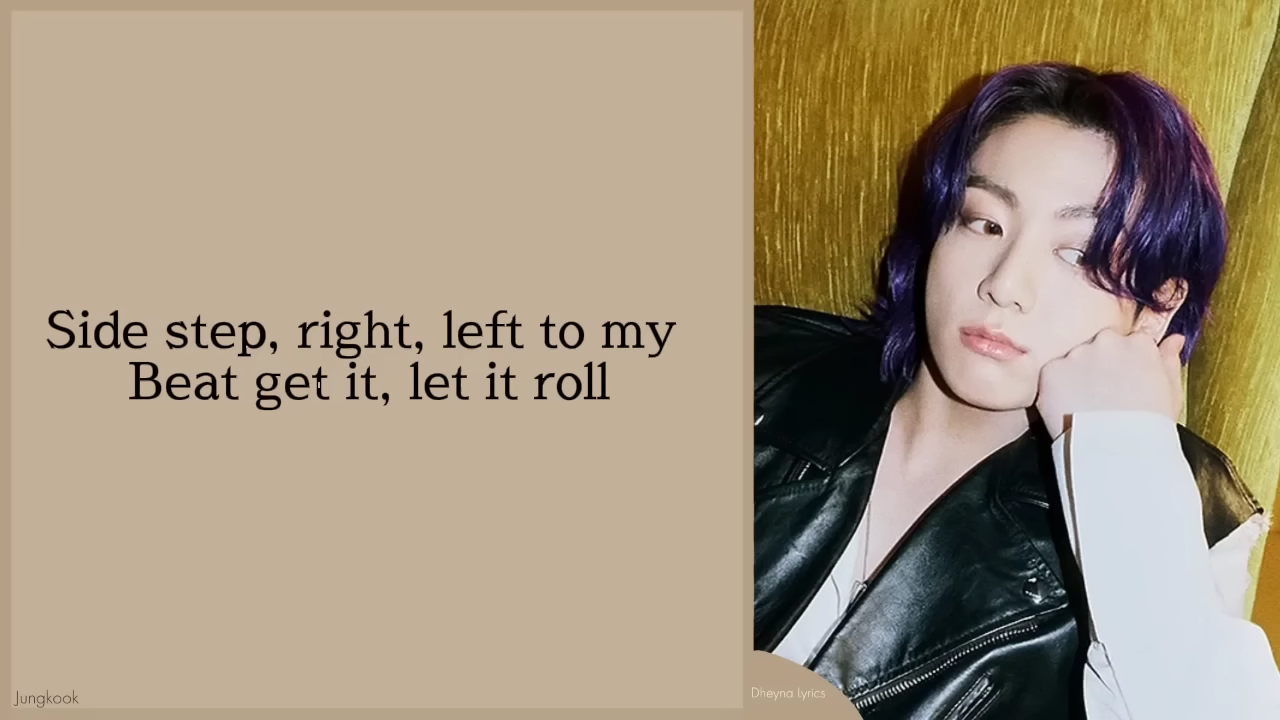 Side step, right, left to my
Beat get it, let it roll
Jungkook
Dheyna lyrics